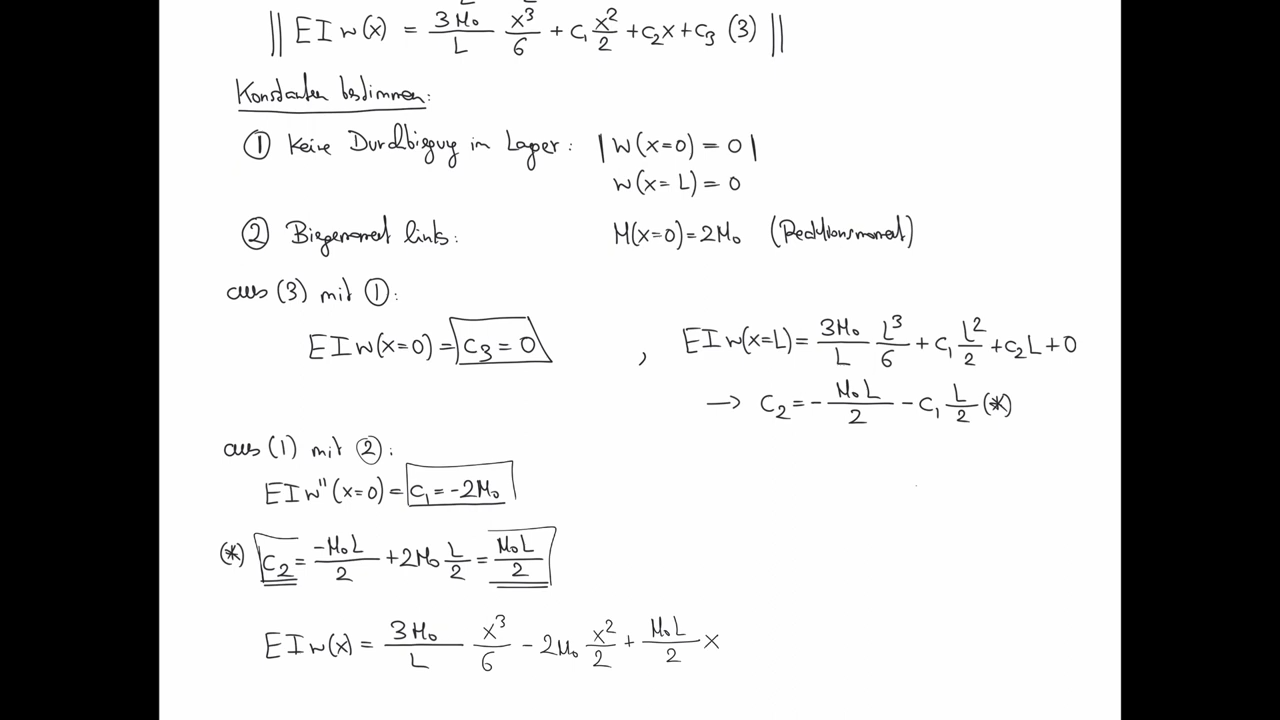 || EI w(x) = 3M₀/L x³/6 + c₁ x²/2 + c₂x + c₃ (3) ||
Konstanten bestimmen:
① Keine Durchbiegung im Lager: | w(x=0) = 0 |
w(x=L) = 0
② Biegemoment links: M(x=0) = 2M₀ (Reaktionsmoment)
aus (3) mit ①:
EI w(x=0) = c₃ = 0 , EI w(x=L) = 3M₀/L L³/6 + c₁ L²/2 + c₂L + 0
→ c₂ = - M₀L/2 - c₁ L/2 (*)
aus (1) mit ②:
EI w''(x=0) = c₁ = -2M₀
(*) c₂ = -M₀L/2 + 2M₀ L/2 = M₀L/2
EI w(x) = 3M₀/L x³/6 - 2M₀ x²/2 + M₀L/2 x